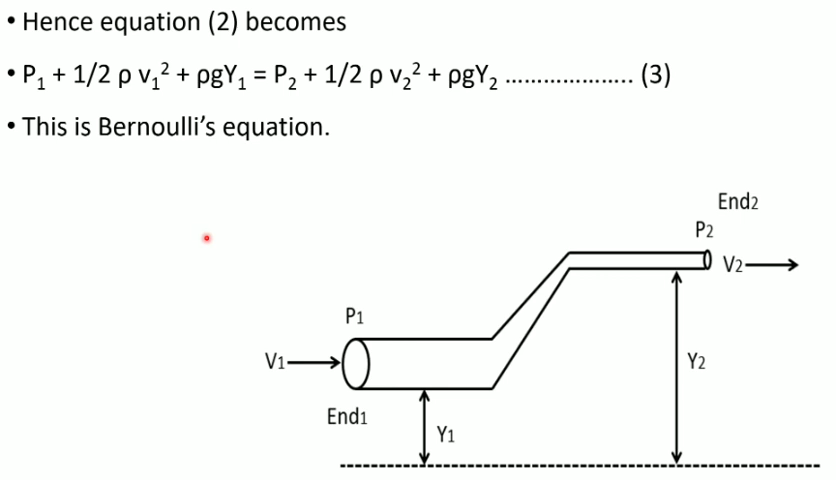 • Hence equation (2) becomes
• P₁ + 1/2 ρ v₁² + ρgY₁ = P₂ + 1/2 ρ v₂² + ρgY₂ ................... (3)
• This is Bernoulli’s equation.
End2
P2
V2
P1
V1
Y2
End1
Y1